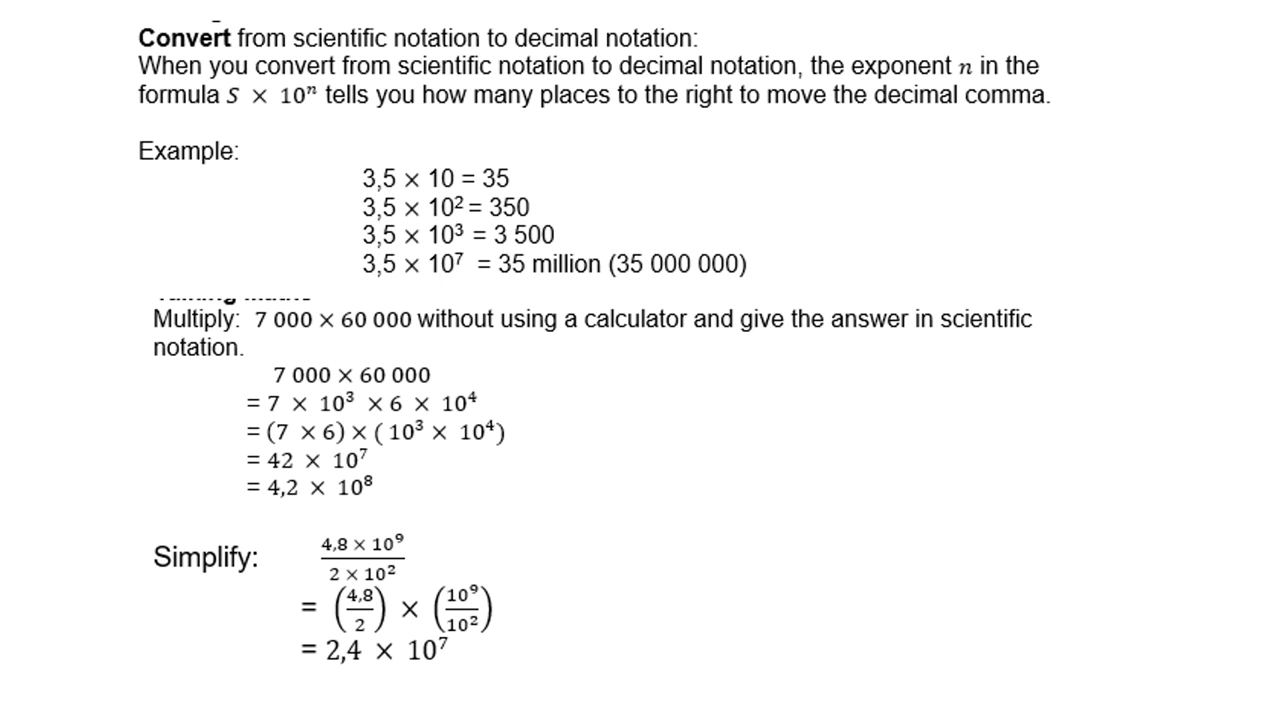 Convert from scientific notation to decimal notation:
When you convert from scientific notation to decimal notation, the exponent n in the
formula S × 10ⁿ tells you how many places to the right to move the decimal comma.
Example:
3,5 × 10 = 35
3,5 × 10² = 350
3,5 × 10³ = 3 500
3,5 × 10⁷ = 35 million (35 000 000)
Multiply: 7 000 × 60 000 without using a calculator and give the answer in scientific
notation.
7 000 × 60 000
= 7 × 10³ × 6 × 10⁴
= (7 × 6) × ( 10³ × 10⁴)
= 42 × 10⁷
= 4,2 × 10⁸
Simplify: (4,8 × 10⁹)/(2 × 10²)
= (4,8/2) × (10⁹/10²)
= 2,4 × 10⁷